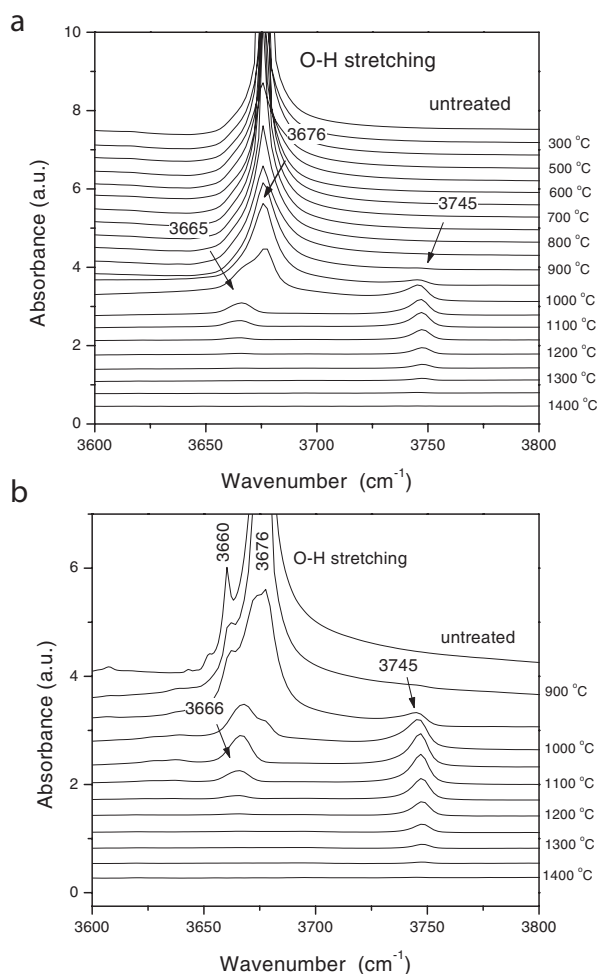 a
O-H stretching
untreated
3676
3665
3745
300 °C
500 °C
600 °C
700 °C
800 °C
900 °C
1000 °C
1100 °C
1200 °C
1300 °C
1400 °C
10
8
6
4
2
0
Absorbance (a.u.)
3600 3650 3700 3750 3800
Wavenumber (cm-1)
b
3660
3676
O-H stretching
untreated
3745
3666
900 °C
1000 °C
1100 °C
1200 °C
1300 °C
1400 °C
6
4
2
0
Absorbance (a.u.)
3600 3650 3700 3750 3800
Wavenumber (cm-1)